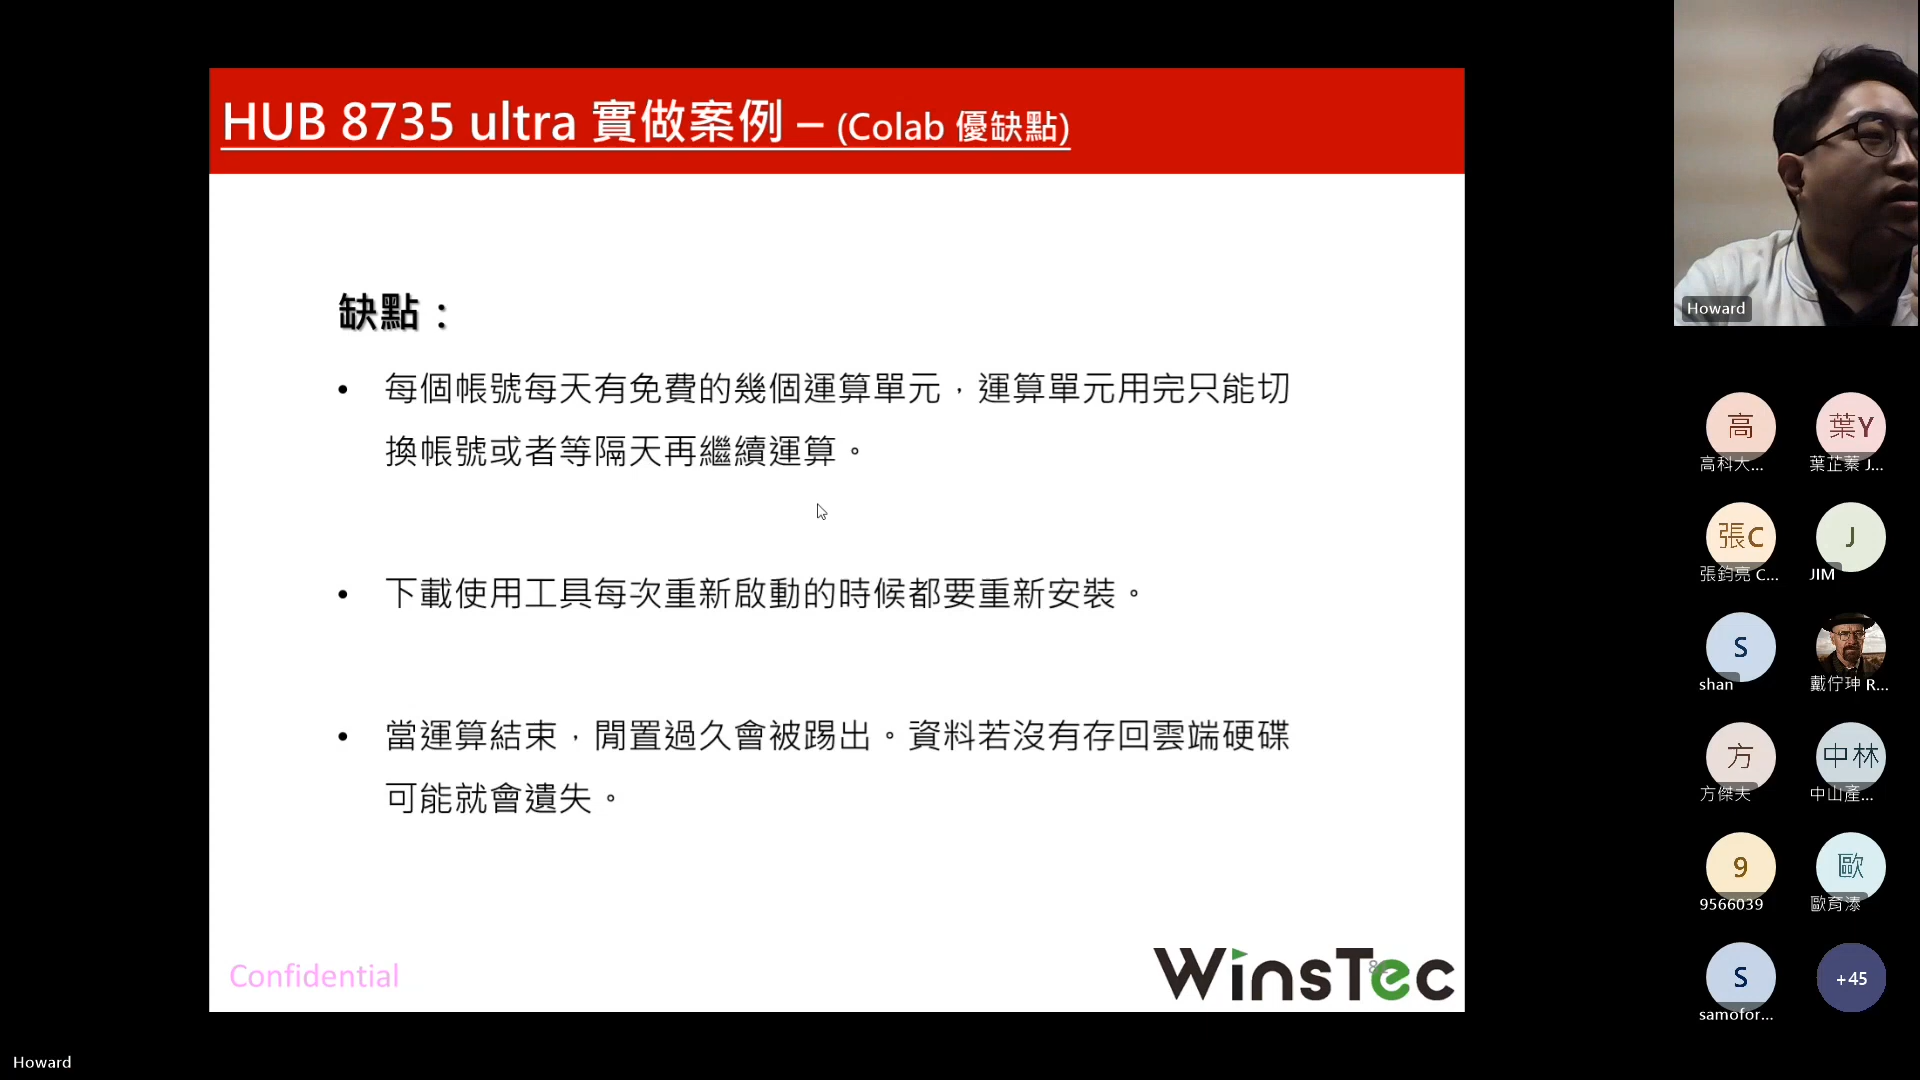 HUB 8735 ultra 實做案例 – (Colab 優缺點)
缺點：
• 每個帳號每天有免費的幾個運算單元，運算單元用完只能切
換帳號或者等隔天再繼續運算。
• 下載使用工具每次重新啟動的時候都要重新安裝。
• 當運算結束，閒置過久會被踢出。資料若沒有存回雲端硬碟
可能就會遺失。
Confidential
WinsTec
Howard
高
葉Y
高科大...
葉芷蓁 J...
張C
J
張鈞亮 C...
JIM
S
shan
戴佇珅 R...
方
中林
方傑夫
中山產...
9
歐
9566039
歐育溙
S
+45
samofor...
Howard